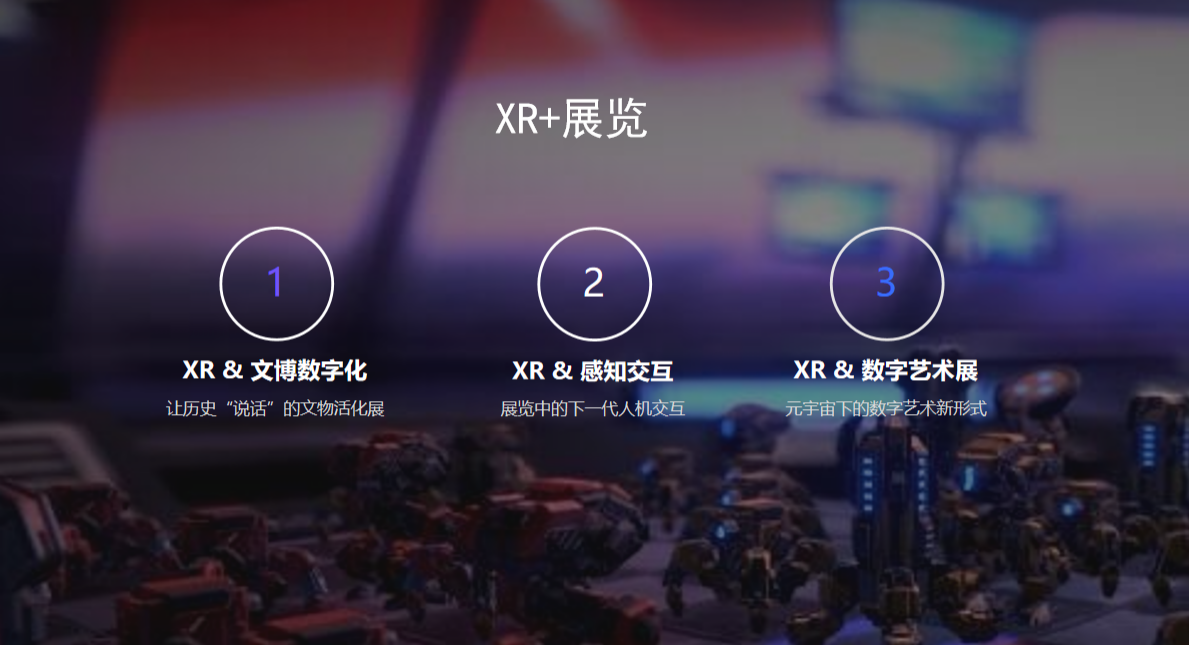 XR+展览
1
2
3
XR & 文博数字化
XR & 感知交互
XR & 数字艺术展
让历史“说话”的文物活化展
展览中的下一代人机交互
元宇宙下的数字艺术新形式